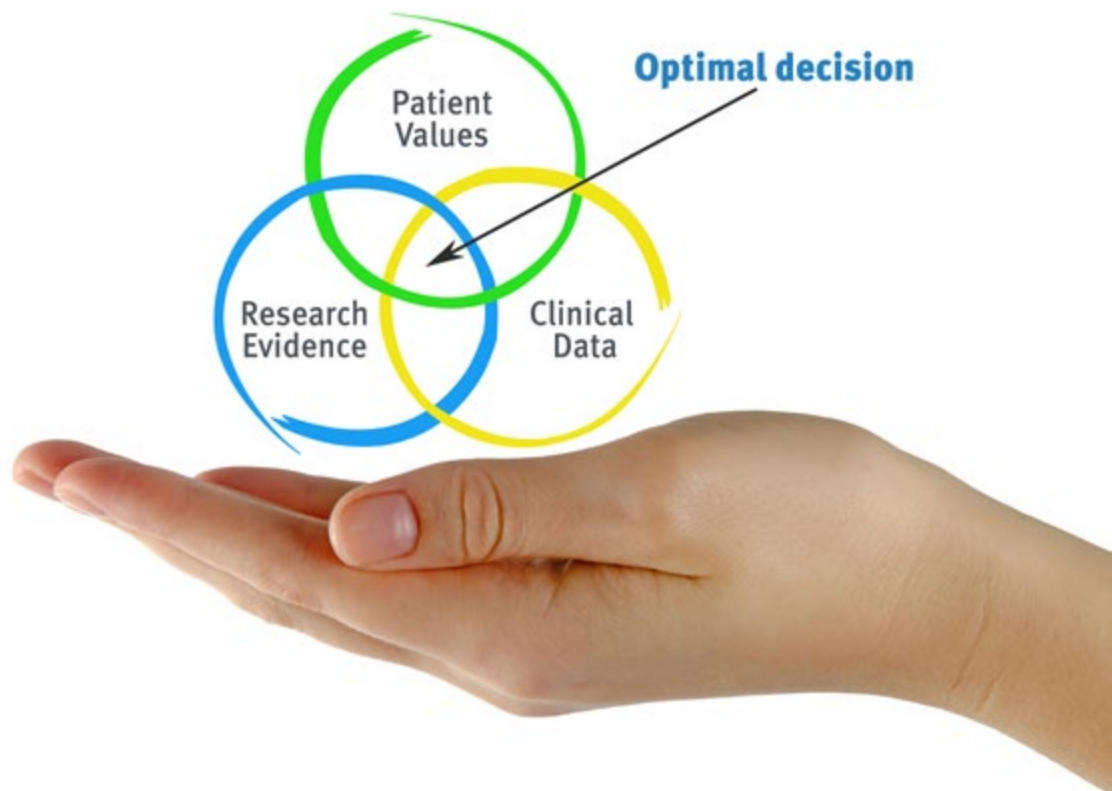 Optimal decision
Patient
Values
Research
Evidence
Clinical
Data